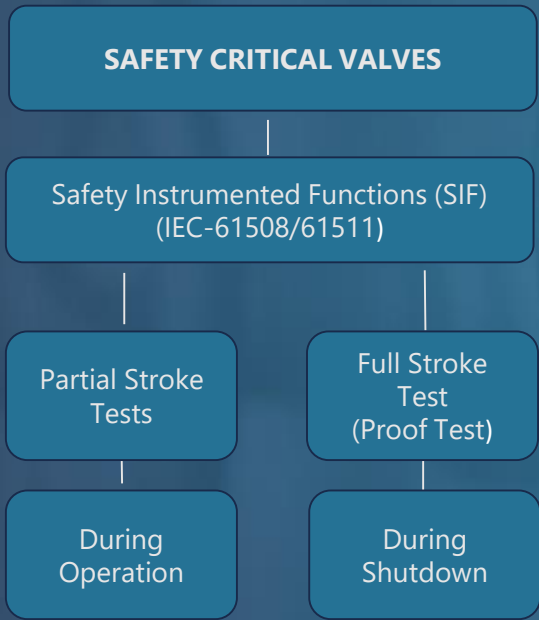 SAFETY CRITICAL VALVES
Safety Instrumented Functions (SIF)
(IEC-61508/61511)
Partial Stroke
Tests
Full Stroke
Test
(Proof Test)
During
Operation
During
Shutdown